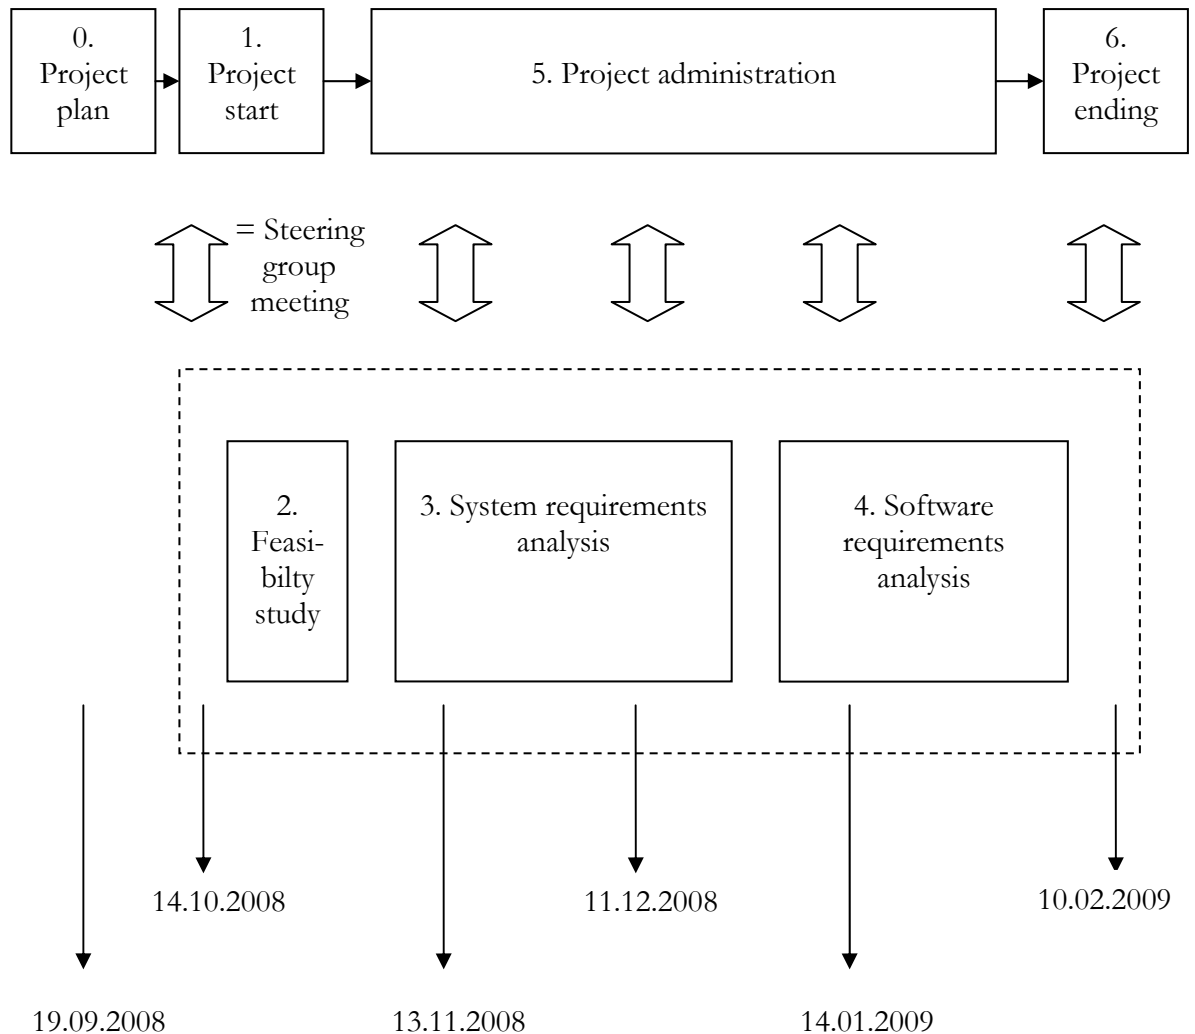 0.
Project
plan
1.
Project
start
5. Project administration
6.
Project
ending
= Steering
group
meeting
2.
Feasi-
bilty
study
3. System requirements
analysis
4. Software
requirements
analysis
14.10.2008
11.12.2008
10.02.2009
19.09.2008
13.11.2008
14.01.2009